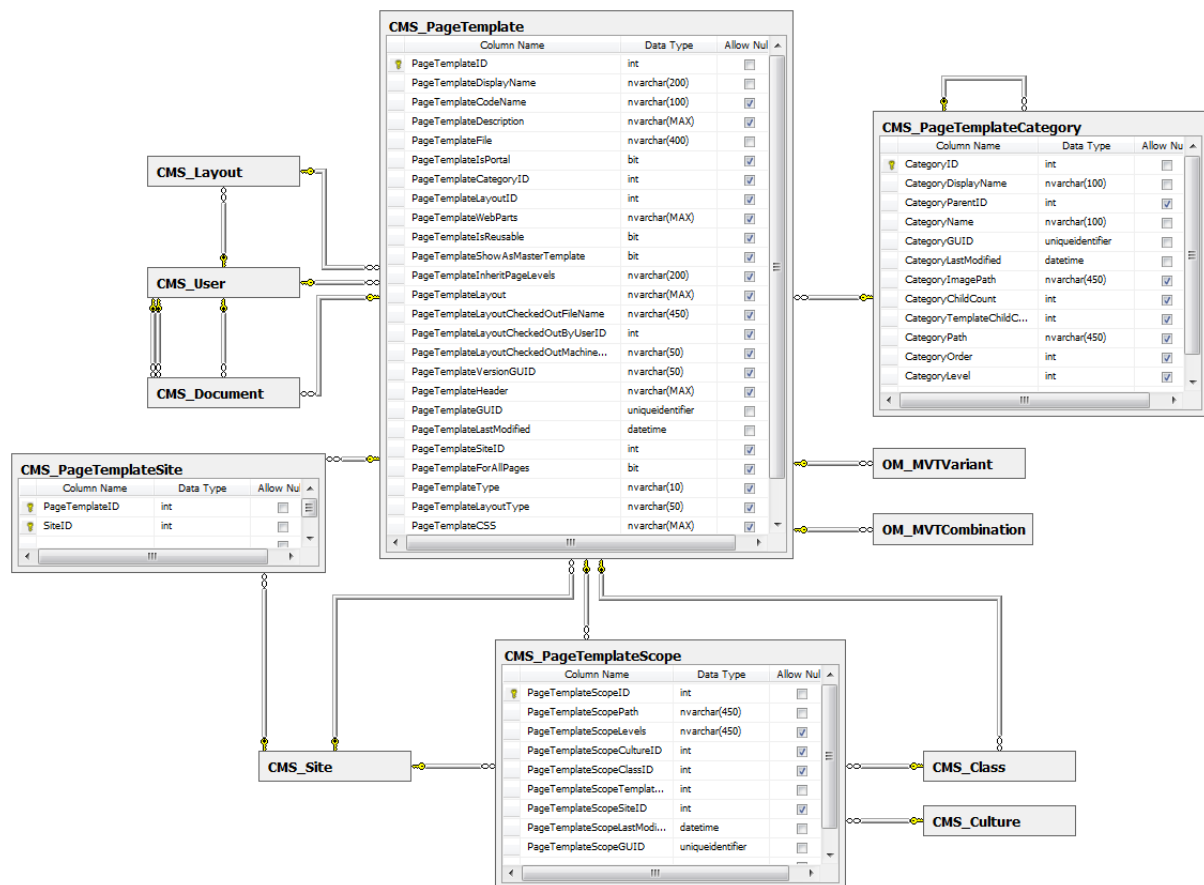 CMS_PageTemplate
Column Name Data Type Allow Nul
PageTemplateID int
PageTemplateDisplayName nvarchar(200)
PageTemplateCodeName nvarchar(100)
PageTemplateDescription nvarchar(MAX)
PageTemplateFile nvarchar(400)
PageTemplateIsPortal bit
PageTemplateCategoryID int
PageTemplateLayoutID int
PageTemplateWebParts nvarchar(MAX)
PageTemplateIsReusable bit
PageTemplateShowAsMasterTemplate bit
PageTemplateInheritPageLevels nvarchar(200)
PageTemplateLayout nvarchar(MAX)
PageTemplateLayoutCheckedOutFileName nvarchar(450)
PageTemplateLayoutCheckedOutByUserID int
PageTemplateLayoutCheckedOutMachine... nvarchar(50)
PageTemplateVersionGUID nvarchar(50)
PageTemplateHeader nvarchar(MAX)
PageTemplateGUID uniqueidentifier
PageTemplateLastModified datetime
PageTemplateSiteID int
PageTemplateForAllPages bit
PageTemplateType nvarchar(10)
PageTemplateLayoutType nvarchar(50)
PageTemplateCSS nvarchar(MAX)
CMS_PageTemplateCategory
Column Name Data Type Allow Nu
CategoryID int
CategoryDisplayName nvarchar(100)
CategoryParentID int
CategoryName nvarchar(100)
CategoryGUID uniqueidentifier
CategoryLastModified datetime
CategoryImagePath nvarchar(450)
CategoryChildCount int
CategoryTemplateChildC... int
CategoryPath nvarchar(450)
CategoryOrder int
CategoryLevel int
CMS_Layout
CMS_User
CMS_Document
CMS_PageTemplateSite
Column Name Data Type Allow Nu
PageTemplateID int
SiteID int
OM_MVTVariant
OM_MVTCombination
CMS_PageTemplateScope
Column Name Data Type Allow Nul
PageTemplateScopeID int
PageTemplateScopePath nvarchar(450)
PageTemplateScopeLevels nvarchar(450)
PageTemplateScopeCultureID int
PageTemplateScopeClassID int
PageTemplateScopeTemplat... int
PageTemplateScopeSiteID int
PageTemplateScopeLastModi... datetime
PageTemplateScopeGUID uniqueidentifier
CMS_Site
CMS_Class
CMS_Culture